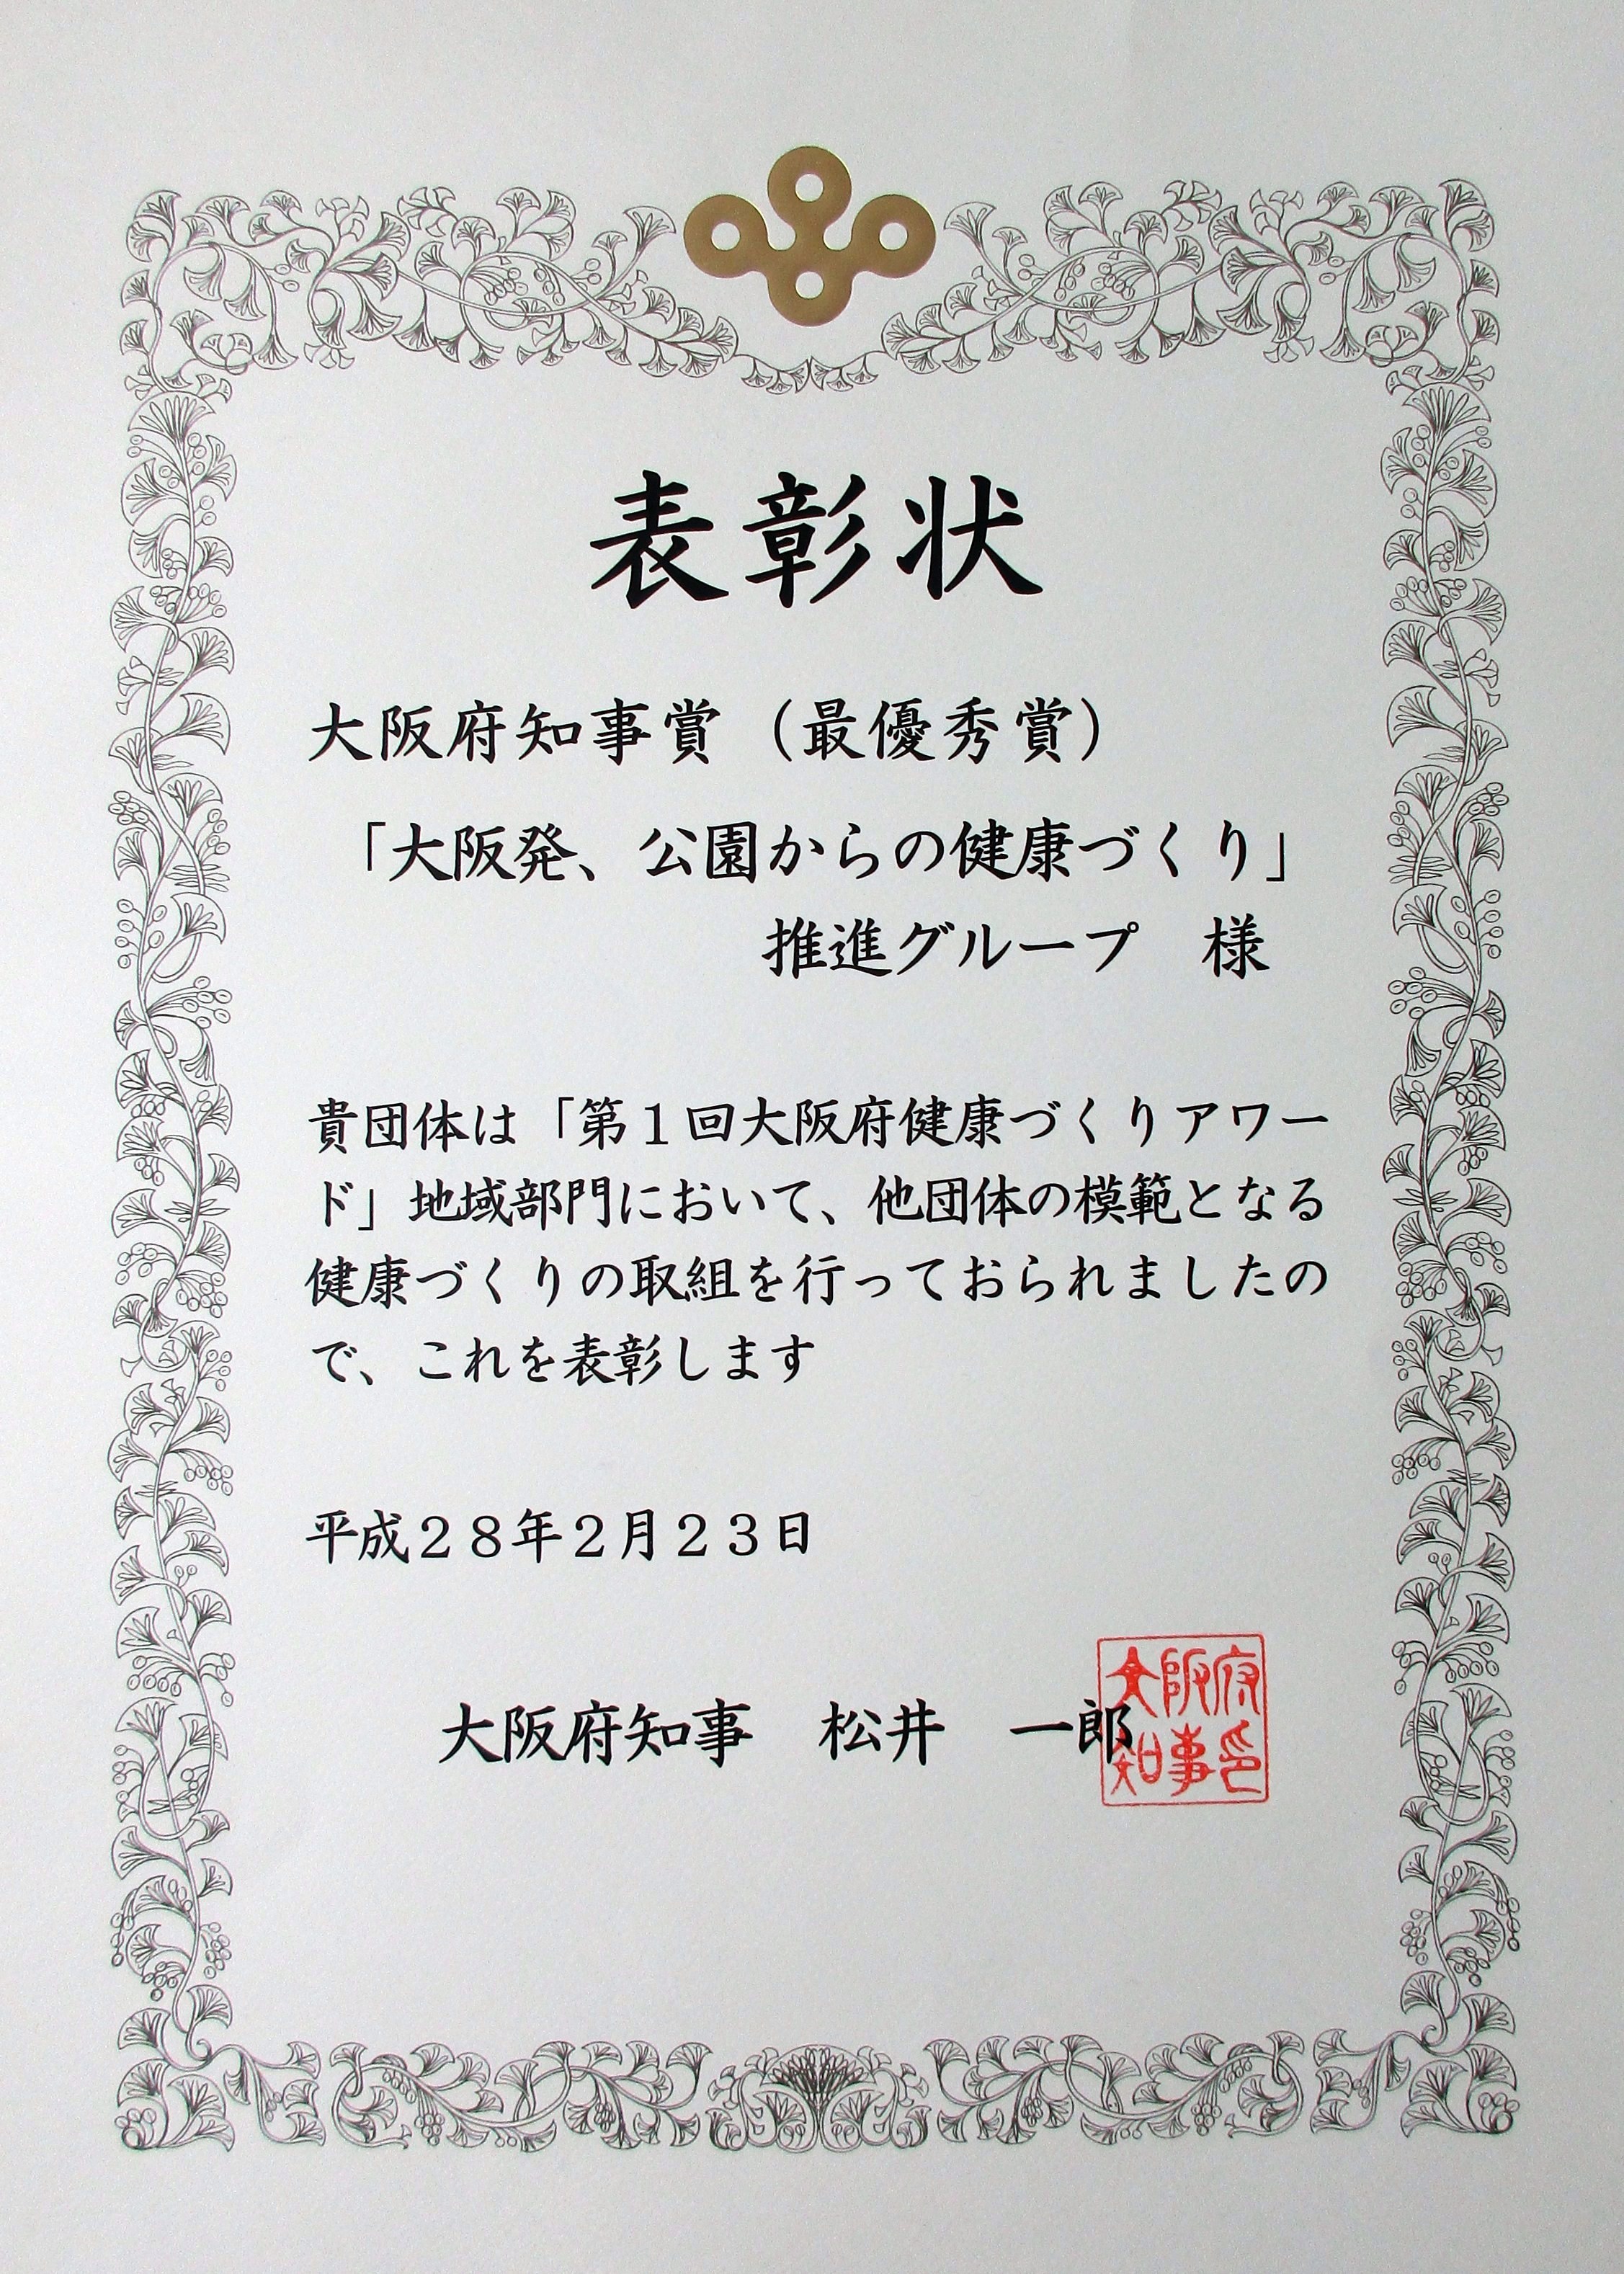 表彰状
大阪府知事賞（最優秀賞）
「大阪発、公園からの健康づくり」
推進グループ　様
貴団体は「第１回大阪府健康づくりアワー
ド」地域部門において、他団体の模範となる
健康づくりの取組を行っておられましたの
で、これを表彰します
平成２８年２月２３日
大阪府知事　松井　一郎
大阪府
知事印